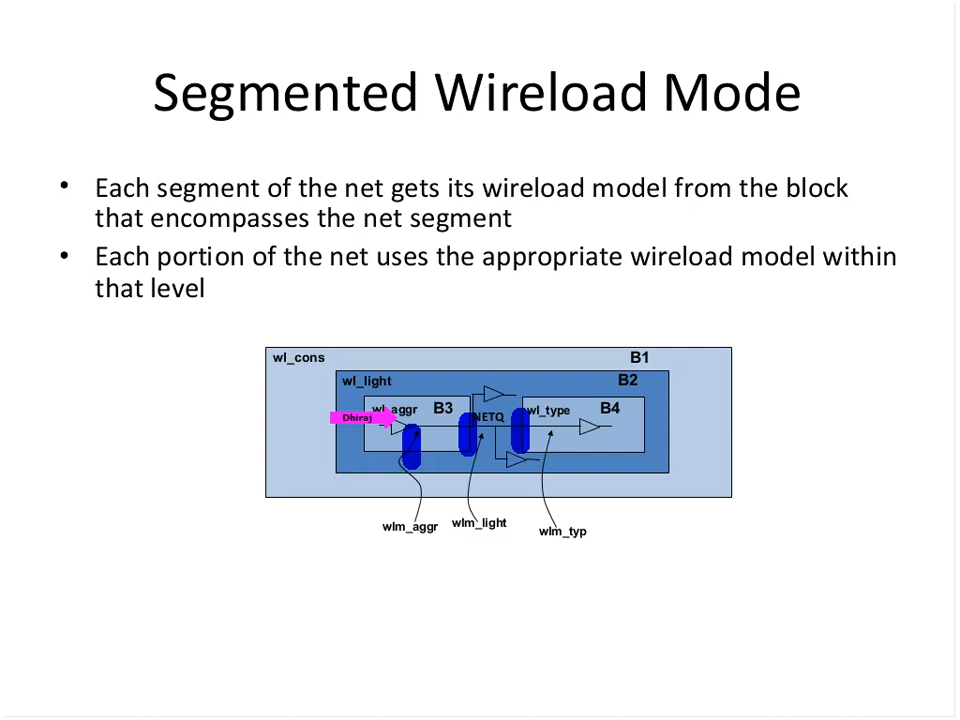 Segmented Wireload Mode
• Each segment of the net gets its wireload model from the block
that encompasses the net segment
• Each portion of the net uses the appropriate wireload model within
that level
wl_cons B1
wl_light B2
wl_aggr B3
wl_type B4
Dhiraj
NETQ
wlm_aggr
wlm_light
wlm_typ